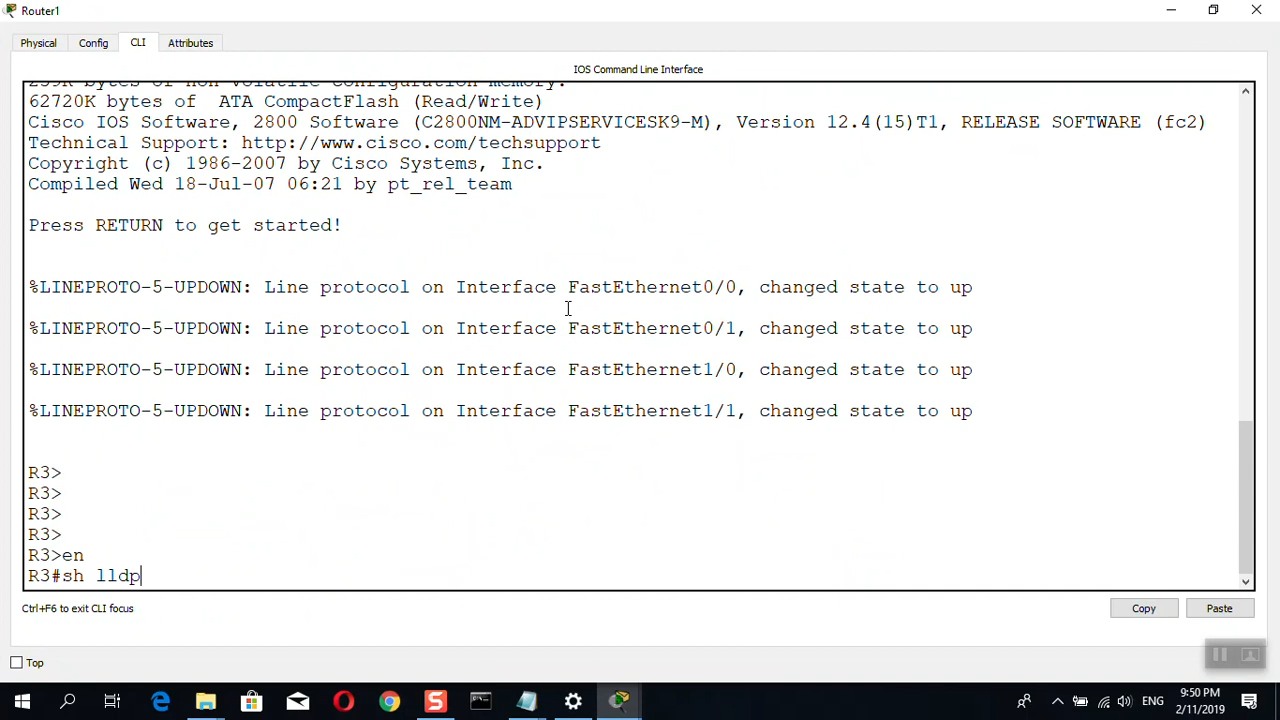 Router1
Physical
Config
CLI
Attributes
IOS Command Line Interface
239K bytes of non-volatile configuration memory.
62720K bytes of  ATA CompactFlash (Read/Write)
Cisco IOS Software, 2800 Software (C2800NM-ADVIPSERVICESK9-M), Version 12.4(15)T1, RELEASE SOFTWARE (fc2)
Technical Support: http://www.cisco.com/techsupport
Copyright (c) 1986-2007 by Cisco Systems, Inc.
Compiled Wed 18-Jul-07 06:21 by pt_rel_team
Press RETURN to get started!
%LINEPROTO-5-UPDOWN: Line protocol on Interface FastEthernet0/0, changed state to up
%LINEPROTO-5-UPDOWN: Line protocol on Interface FastEthernet0/1, changed state to up
%LINEPROTO-5-UPDOWN: Line protocol on Interface FastEthernet1/0, changed state to up
%LINEPROTO-5-UPDOWN: Line protocol on Interface FastEthernet1/1, changed state to up
R3>
R3>
R3>
R3>
R3>en
R3#sh lldp
Ctrl+F6 to exit CLI focus
Copy
Paste
Top
ENG
9:50 PM
2/11/2019